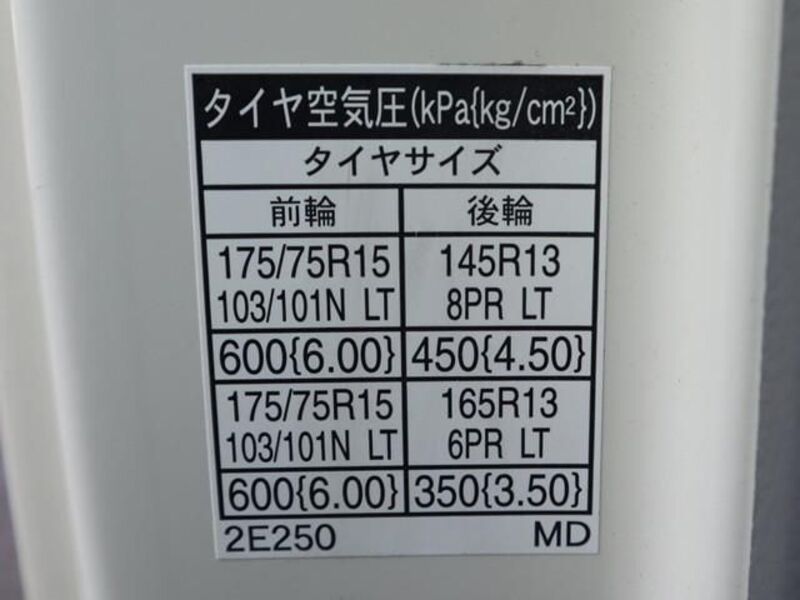 タイヤ空気圧(kPa{kg/cm²})
タイヤサイズ
前輪 後輪
175/75R15 145R13
103/101N LT 8PR LT
600{6.00} 450{4.50}
175/75R15 165R13
103/101N LT 6PR LT
600{6.00} 350{3.50}
2E250 MD